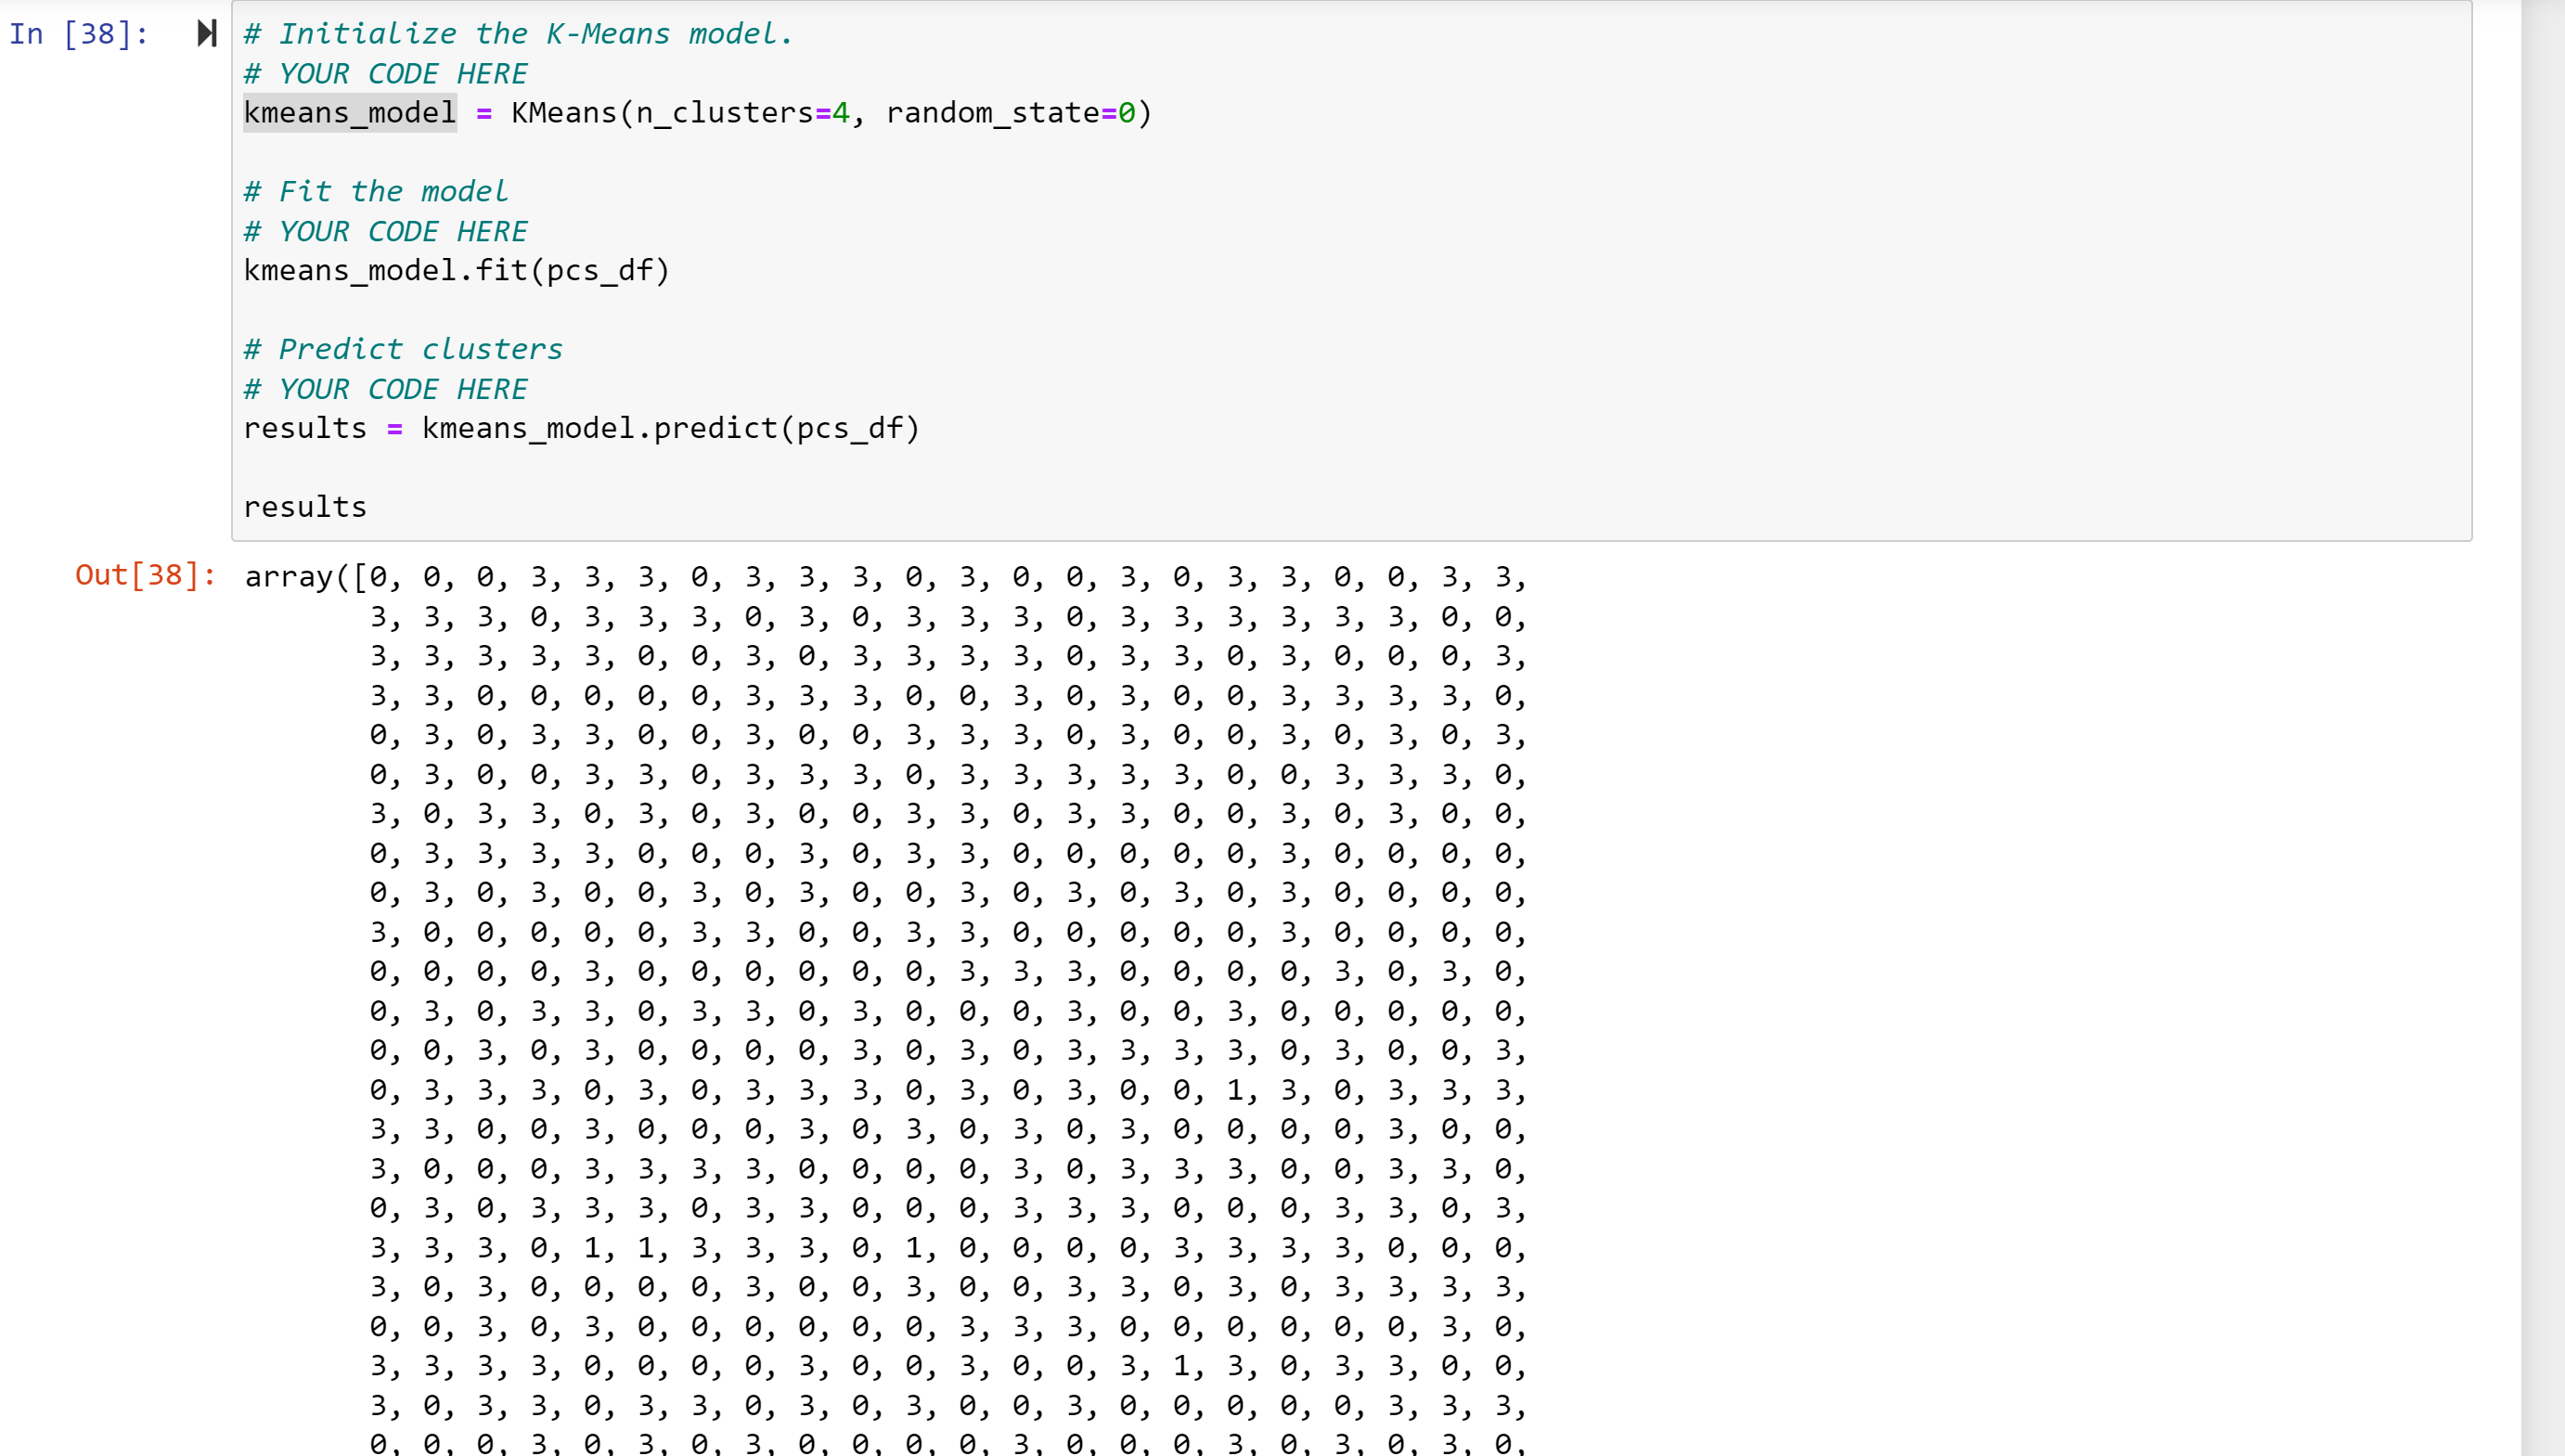 In [38]:
# Initialize the K-Means model.
# YOUR CODE HERE
kmeans_model = KMeans(n_clusters=4, random_state=0)
# Fit the model
# YOUR CODE HERE
kmeans_model.fit(pcs_df)
# Predict clusters
# YOUR CODE HERE
results = kmeans_model.predict(pcs_df)
results
Out[38]: array([0, 0, 0, 3, 3, 3, 0, 3, 3, 3, 0, 3, 0, 0, 3, 0, 3, 3, 0, 0, 3, 3,
3, 3, 3, 0, 3, 3, 3, 0, 3, 0, 3, 3, 3, 0, 3, 3, 3, 3, 3, 3, 0, 0,
3, 3, 3, 3, 3, 0, 0, 3, 0, 3, 3, 3, 3, 0, 3, 3, 0, 3, 0, 0, 0, 3,
3, 3, 0, 0, 0, 0, 0, 3, 3, 3, 0, 0, 3, 0, 3, 0, 0, 3, 3, 3, 3, 0,
0, 3, 0, 3, 3, 0, 0, 3, 0, 0, 3, 3, 3, 0, 3, 0, 0, 3, 0, 3, 0, 3,
0, 3, 0, 0, 3, 3, 0, 3, 3, 3, 0, 3, 3, 3, 3, 3, 0, 0, 3, 3, 3, 0,
3, 0, 3, 3, 0, 3, 0, 3, 0, 0, 3, 3, 0, 3, 3, 0, 0, 3, 0, 3, 0, 0,
0, 3, 3, 3, 3, 0, 0, 0, 3, 0, 3, 3, 0, 0, 0, 0, 0, 3, 0, 0, 0, 0,
0, 3, 0, 3, 0, 0, 3, 0, 3, 0, 0, 3, 0, 3, 0, 3, 0, 3, 0, 0, 0, 0,
3, 0, 0, 0, 0, 0, 3, 3, 0, 0, 3, 3, 0, 0, 0, 0, 0, 3, 0, 0, 0, 0,
0, 0, 0, 0, 3, 0, 0, 0, 0, 0, 0, 3, 3, 3, 0, 0, 0, 0, 3, 0, 3, 0,
0, 3, 0, 3, 3, 0, 3, 3, 0, 3, 0, 0, 0, 3, 0, 0, 3, 0, 0, 0, 0, 0,
0, 0, 3, 0, 3, 0, 0, 0, 0, 3, 0, 3, 0, 3, 3, 3, 3, 0, 3, 0, 0, 3,
0, 3, 3, 3, 0, 3, 0, 3, 3, 3, 0, 3, 0, 3, 0, 0, 1, 3, 0, 3, 3, 3,
3, 3, 0, 0, 3, 0, 0, 0, 3, 0, 3, 0, 3, 0, 3, 0, 0, 0, 0, 3, 0, 0,
3, 0, 0, 0, 3, 3, 3, 3, 0, 0, 0, 0, 3, 0, 3, 3, 3, 0, 0, 3, 3, 0,
0, 3, 0, 3, 3, 3, 0, 3, 3, 0, 0, 0, 3, 3, 3, 0, 0, 0, 3, 3, 0, 3,
3, 3, 3, 0, 1, 1, 3, 3, 3, 0, 1, 0, 0, 0, 0, 3, 3, 3, 3, 0, 0, 0,
3, 0, 3, 0, 0, 0, 0, 3, 0, 0, 3, 0, 0, 3, 3, 0, 3, 0, 3, 3, 3, 3,
0, 0, 3, 0, 3, 0, 0, 0, 0, 0, 0, 3, 3, 3, 0, 0, 0, 0, 0, 0, 3, 0,
3, 3, 3, 3, 0, 0, 0, 0, 3, 0, 0, 3, 0, 0, 3, 1, 3, 0, 3, 3, 0, 0,
3, 0, 3, 3, 0, 3, 3, 0, 3, 0, 3, 0, 0, 3, 0, 0, 0, 0, 0, 3, 3, 3,
0, 0, 0, 3, 0, 3, 0, 3, 0, 0, 0, 0, 3, 0, 0, 0, 3, 0, 3, 0, 3, 0,